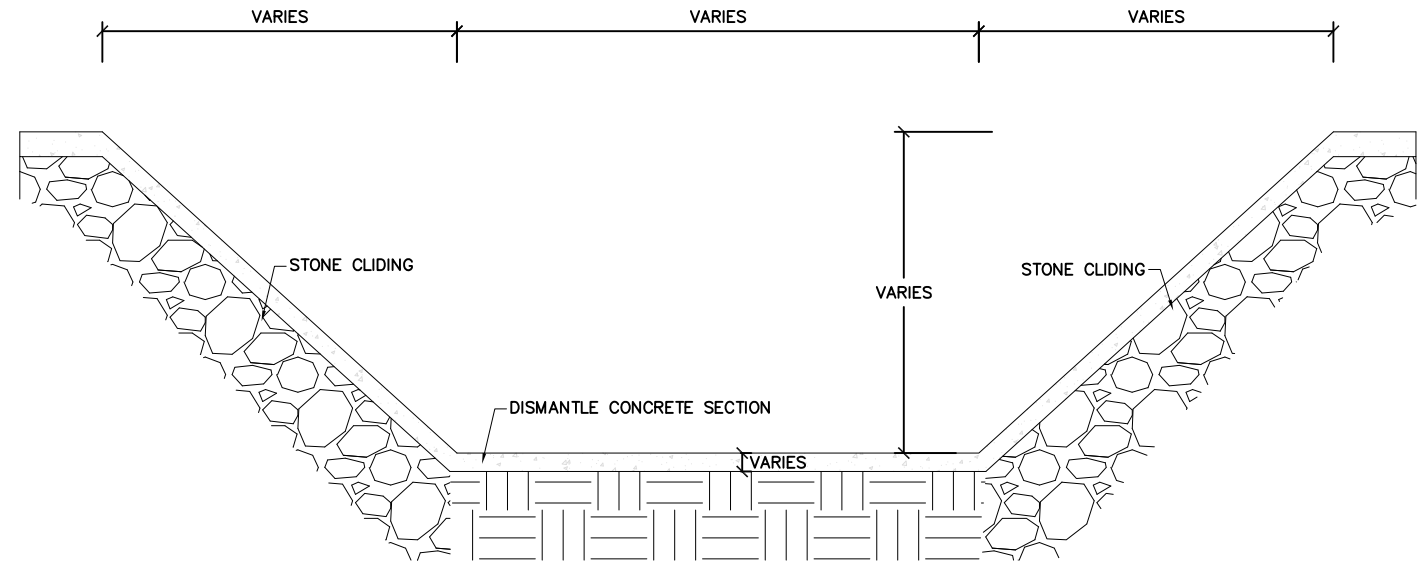 VARIES
VARIES
VARIES
STONE CLIDING
STONE CLIDING
VARIES
DISMANTLE CONCRETE SECTION
VARIES